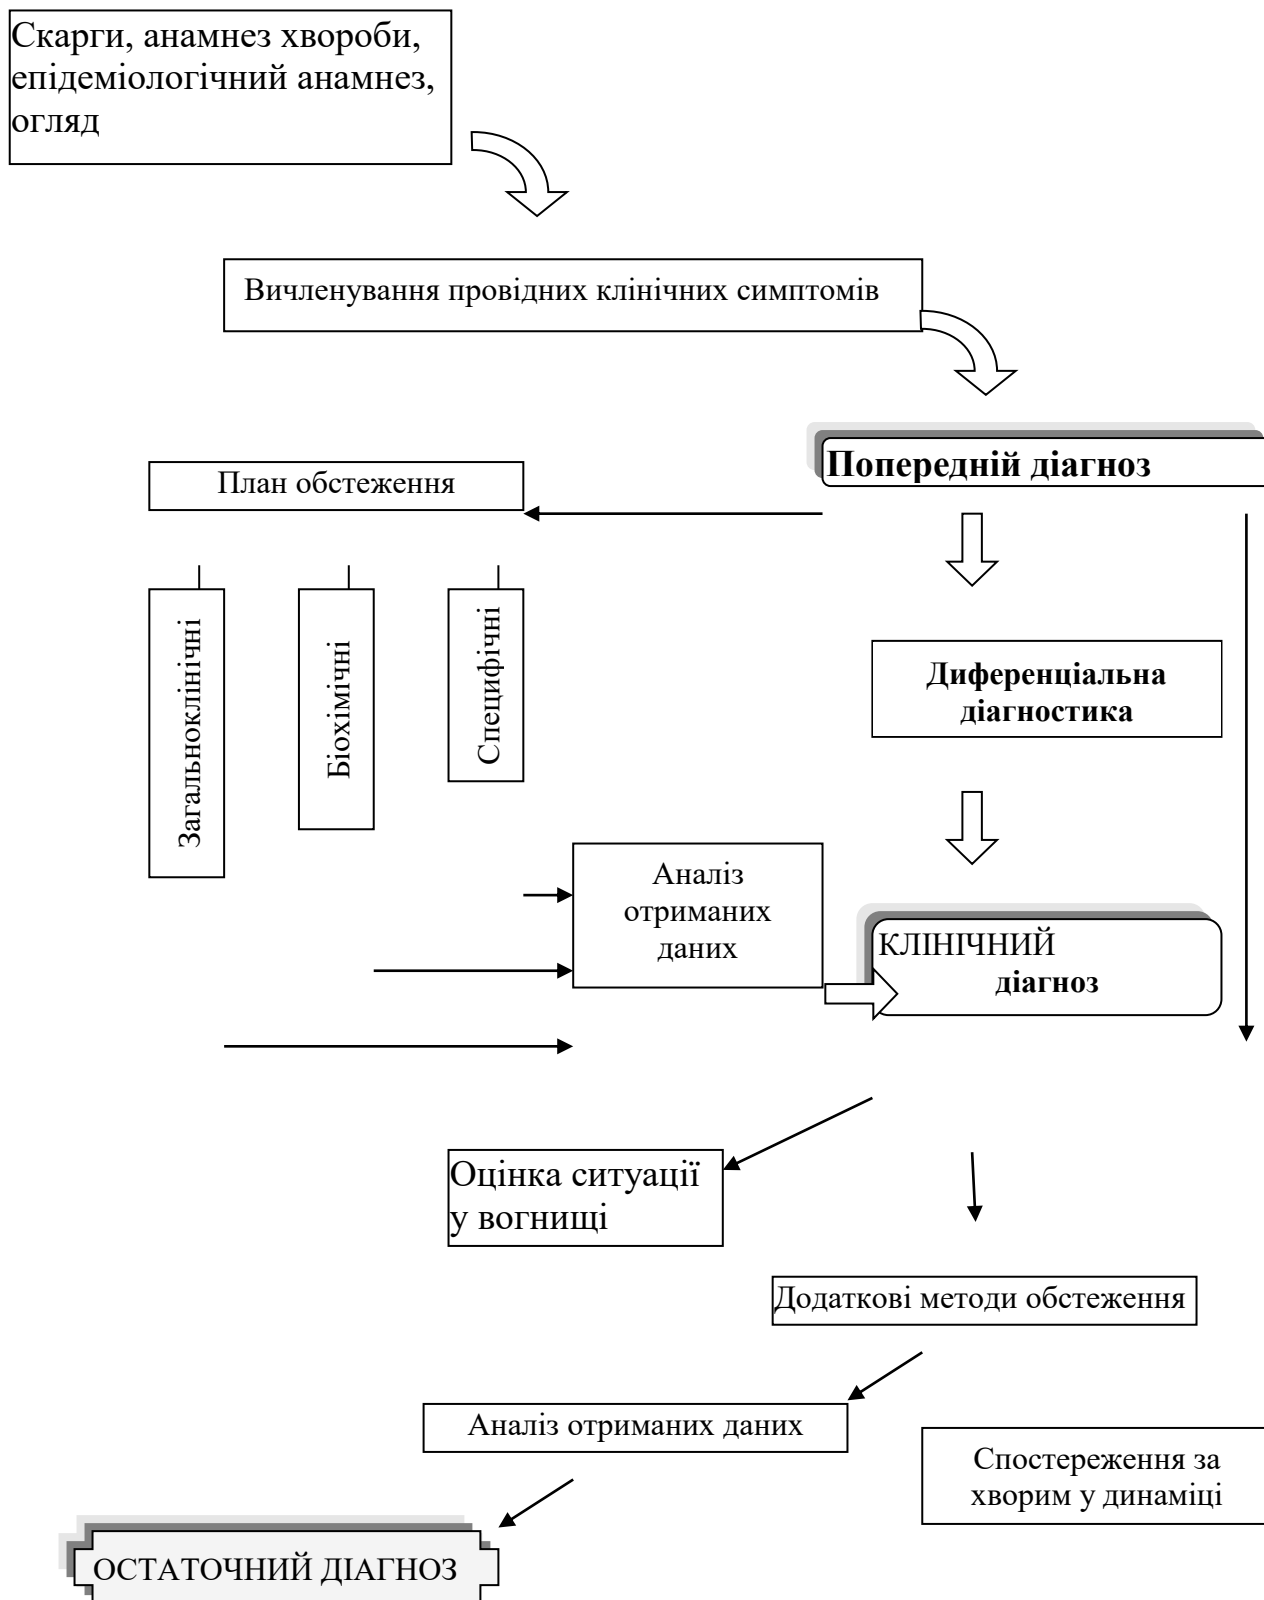 Скарги, анамнез хвороби,
епідеміологічний анамнез,
огляд
Вичленування провідних клінічних симптомів
Попередній діагноз
План обстеження
Загальноклінічні
Біохімічні
Специфічні
Диференціальна
діагностика
Аналіз
отриманих
даних
КЛІНІЧНИЙ
діагноз
Оцінка ситуації
у вогнищі
Додаткові методи обстеження
Аналіз отриманих даних
Спостереження за
хворим у динаміці
ОСТАТОЧНИЙ ДІАГНОЗ